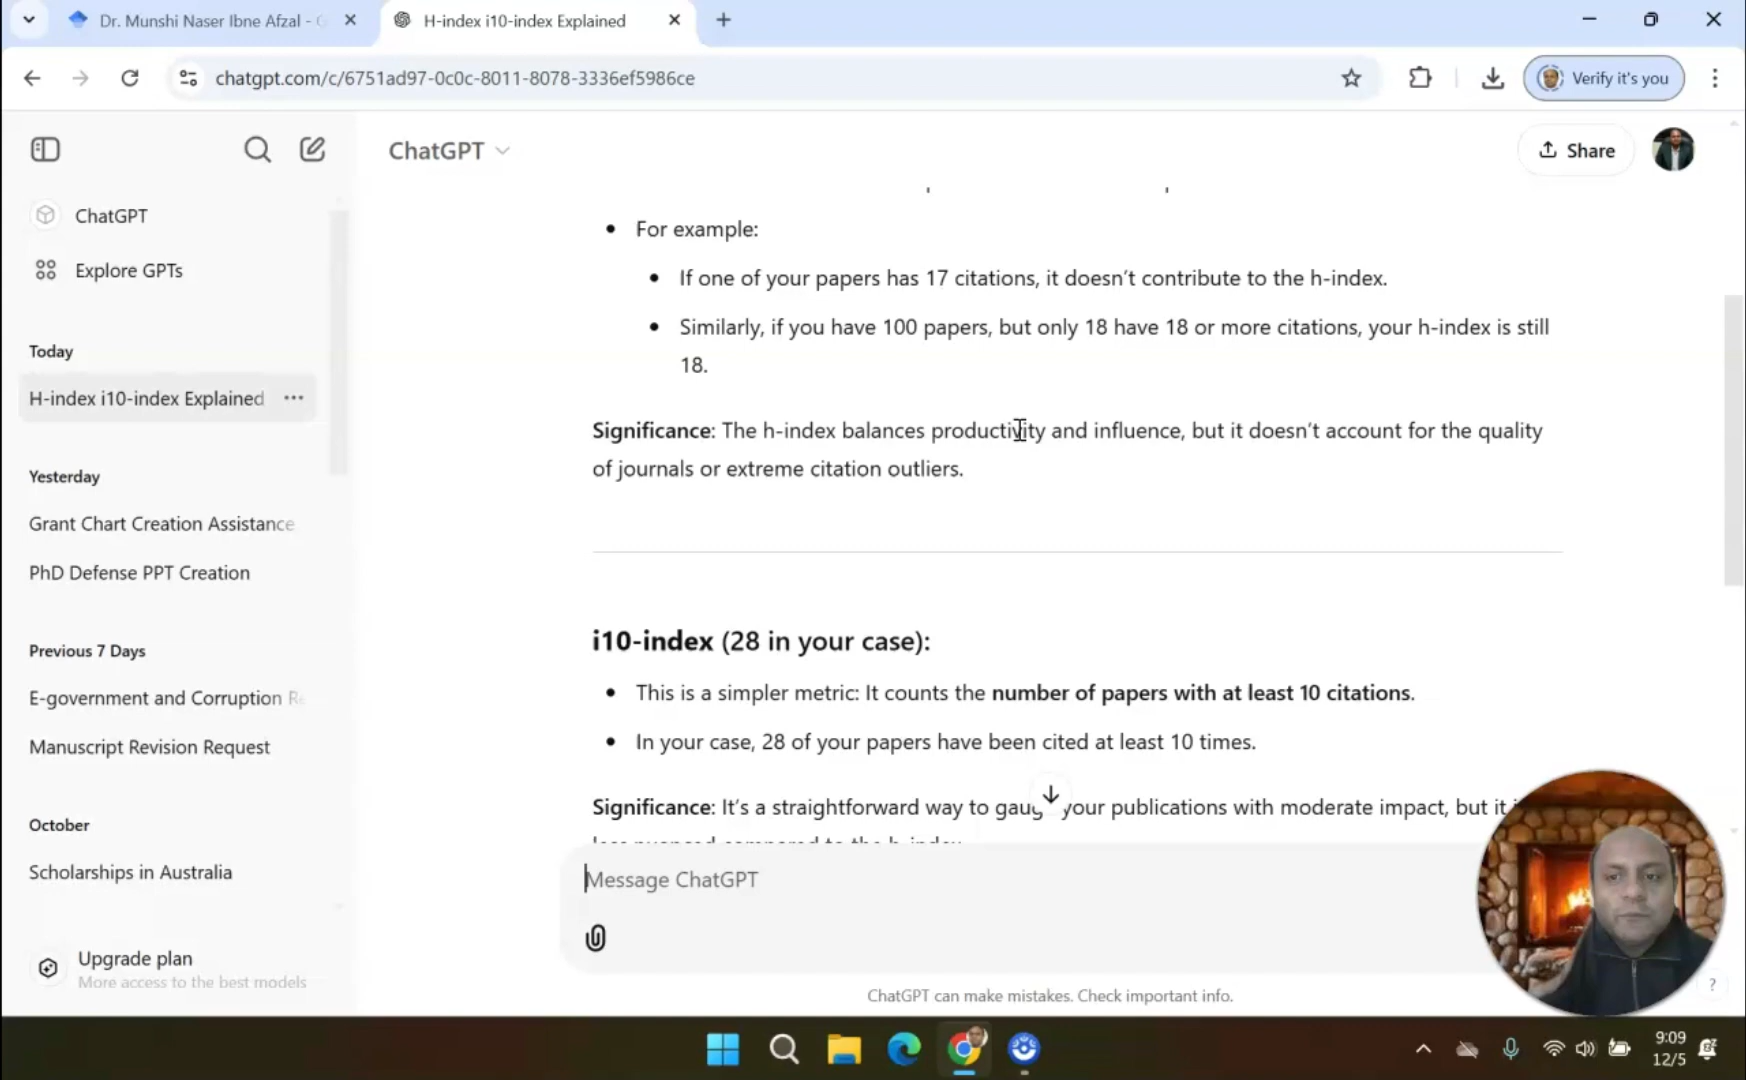 Dr. Munshi Naser Ibne Afzal - G
H-index i10-index Explained
chatgpt.com/c/6751ad97-0c0c-8011-8078-3336ef5986ce
Verify it's you
ChatGPT
Share
ChatGPT
Explore GPTs
Today
H-index i10-index Explained
Yesterday
Grant Chart Creation Assistance
PhD Defense PPT Creation
Previous 7 Days
E-government and Corruption Re
Manuscript Revision Request
October
Scholarships in Australia
Upgrade plan
More access to the best models
For example:
If one of your papers has 17 citations, it doesn't contribute to the h-index.
Similarly, if you have 100 papers, but only 18 have 18 or more citations, your h-index is still
18.
Significance: The h-index balances productivity and influence, but it doesn't account for the quality
of journals or extreme citation outliers.
i10-index (28 in your case):
This is a simpler metric: It counts the number of papers with at least 10 citations.
In your case, 28 of your papers have been cited at least 10 times.
Significance: It's a straightforward way to gauge your publications with moderate impact, but it
less nuanced compared to the h-index.
Message ChatGPT
ChatGPT can make mistakes. Check important info.
?
9:09
12/5